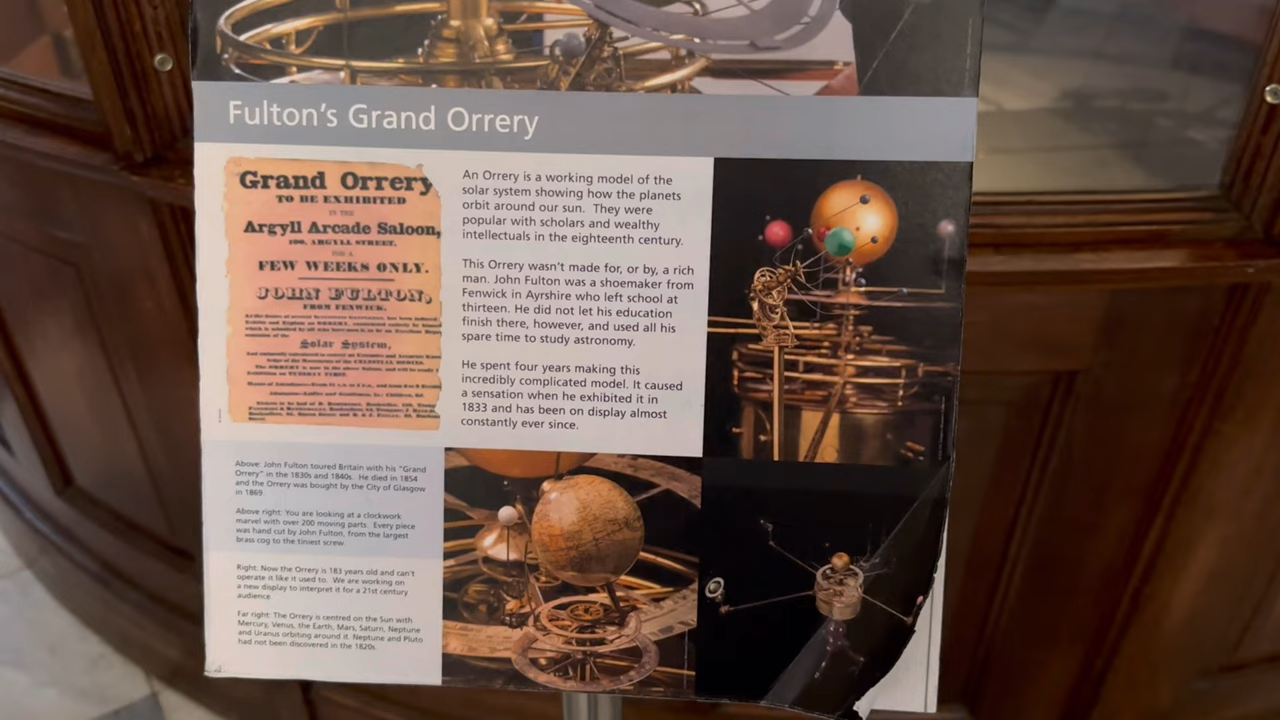 Fulton's Grand Orrery
Grand Orrery
TO BE EXHIBITED
IN THE
Argyll Arcade Saloon,
100, ARGYLL STREET,
FOR A
FEW WEEKS ONLY.
JOHN FULTON,
FROM FENWICK,
Solar System,
An Orrery is a working model of the
solar system showing how the planets
orbit around our sun. They were
popular with scholars and wealthy
intellectuals in the eighteenth century.
This Orrery wasn't made for, or by, a rich
man. John Fulton was a shoemaker from
Fenwick in Ayrshire who left school at
thirteen. He did not let his education
finish there, however, and used all his
spare time to study astronomy.
He spent four years making this
incredibly complicated model. It caused
a sensation when he exhibited it in
1833 and has been on display almost
constantly ever since.
Above: John Fulton toured Britain with his "Grand
Orrery" in the 1830s and 1840s. He died in 1854
and the Orrery was bought by the City of Glasgow
in 1869.
Above right: You are looking at a clockwork
marvel with over 200 moving parts. Every piece
was hand cut by John Fulton, from the largest
brass cog to the tiniest screw.
Right: Now the Orrery is 183 years old and can't
operate it like it used to. We are working on
a new display to interpret it for a 21st century
audience
Far right: The Orrery is centred on the Sun with
Mercury, Venus, the Earth, Mars, Saturn, Neptune
and Uranus orbiting around it. Neptune and Pluto
had not been discovered in the 1820s.